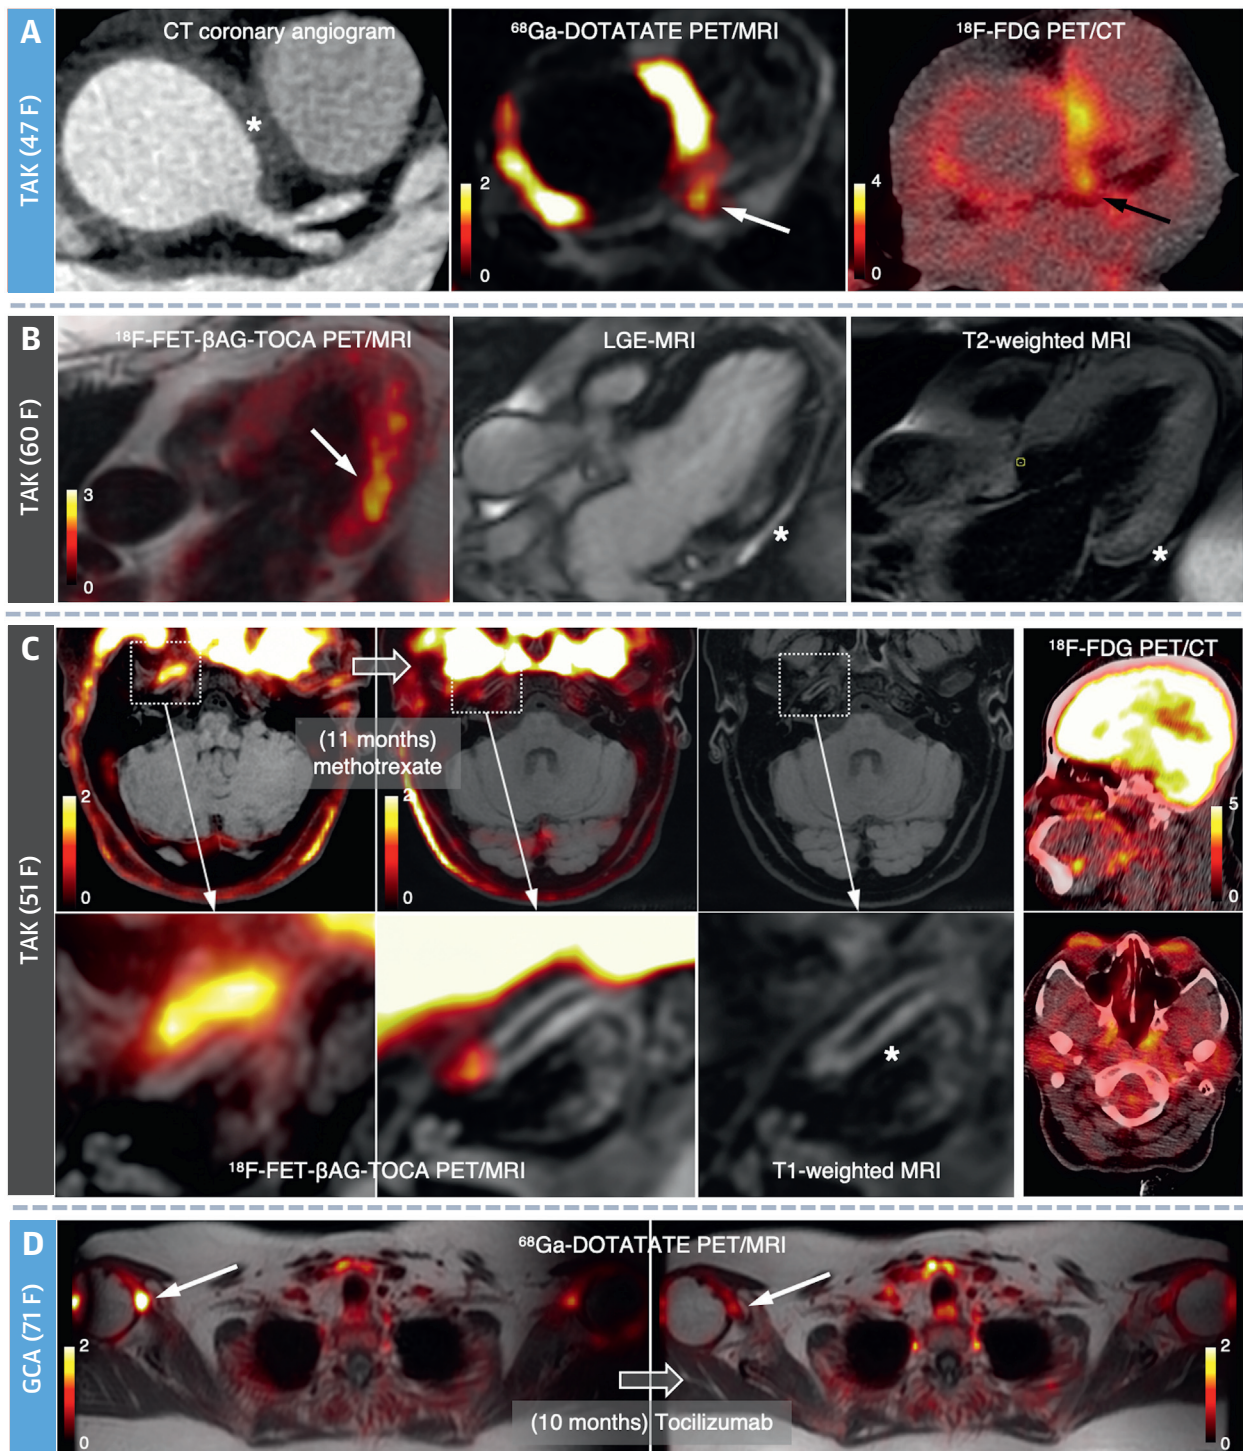 A
TAK (47 F)
CT coronary angiogram
*
⁶⁸Ga-DOTATATE PET/MRI
2
0
¹⁸F-FDG PET/CT
4
0
B
TAK (60 F)
¹⁸F-FET-βAG-TOCA PET/MRI
3
0
LGE-MRI
*
T2-weighted MRI
*
C
TAK (51 F)
(11 months)
methotrexate
2
0
2
0
¹⁸F-FDG PET/CT
5
0
*
¹⁸F-FET-βAG-TOCA PET/MRI
T1-weighted MRI
D
GCA (71 F)
⁶⁸Ga-DOTATATE PET/MRI
2
0
(10 months) Tocilizumab
2
0